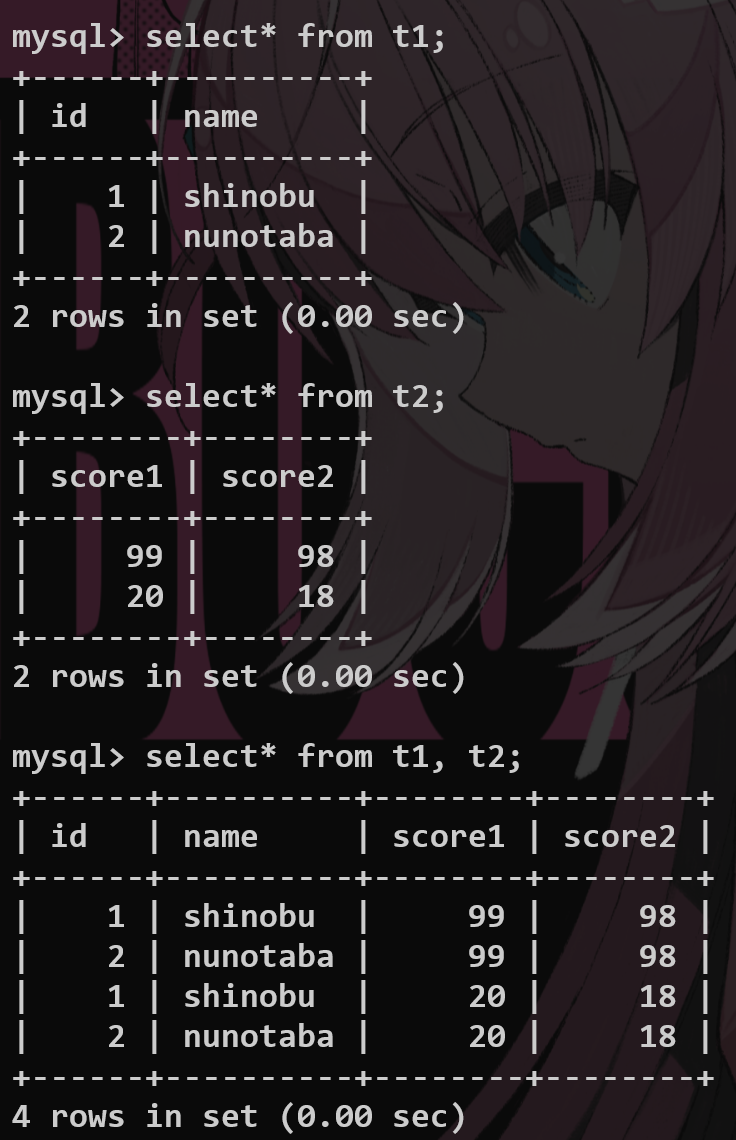 mysql> select* from t1;
+------+----------+
| id   | name     |
+------+----------+
|    1 | shinobu  |
|    2 | nunotaba |
+------+----------+
2 rows in set (0.00 sec)

mysql> select* from t2;
+--------+--------+
| score1 | score2 |
+--------+--------+
|     99 |     98 |
|     20 |     18 |
+--------+--------+
2 rows in set (0.00 sec)

mysql> select* from t1, t2;
+------+----------+--------+--------+
| id   | name     | score1 | score2 |
+------+----------+--------+--------+
|    1 | shinobu  |     99 |     98 |
|    2 | nunotaba |     99 |     98 |
|    1 | shinobu  |     20 |     18 |
|    2 | nunotaba |     20 |     18 |
+------+----------+--------+--------+
4 rows in set (0.00 sec)